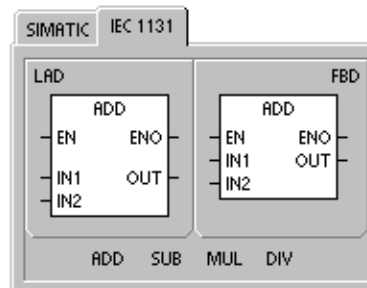 SIMATIC IEC 1131
LAD FBD
ADD ADD
EN ENO EN ENO
IN1 OUT IN1 OUT
IN2 IN2
ADD SUB MUL DIV